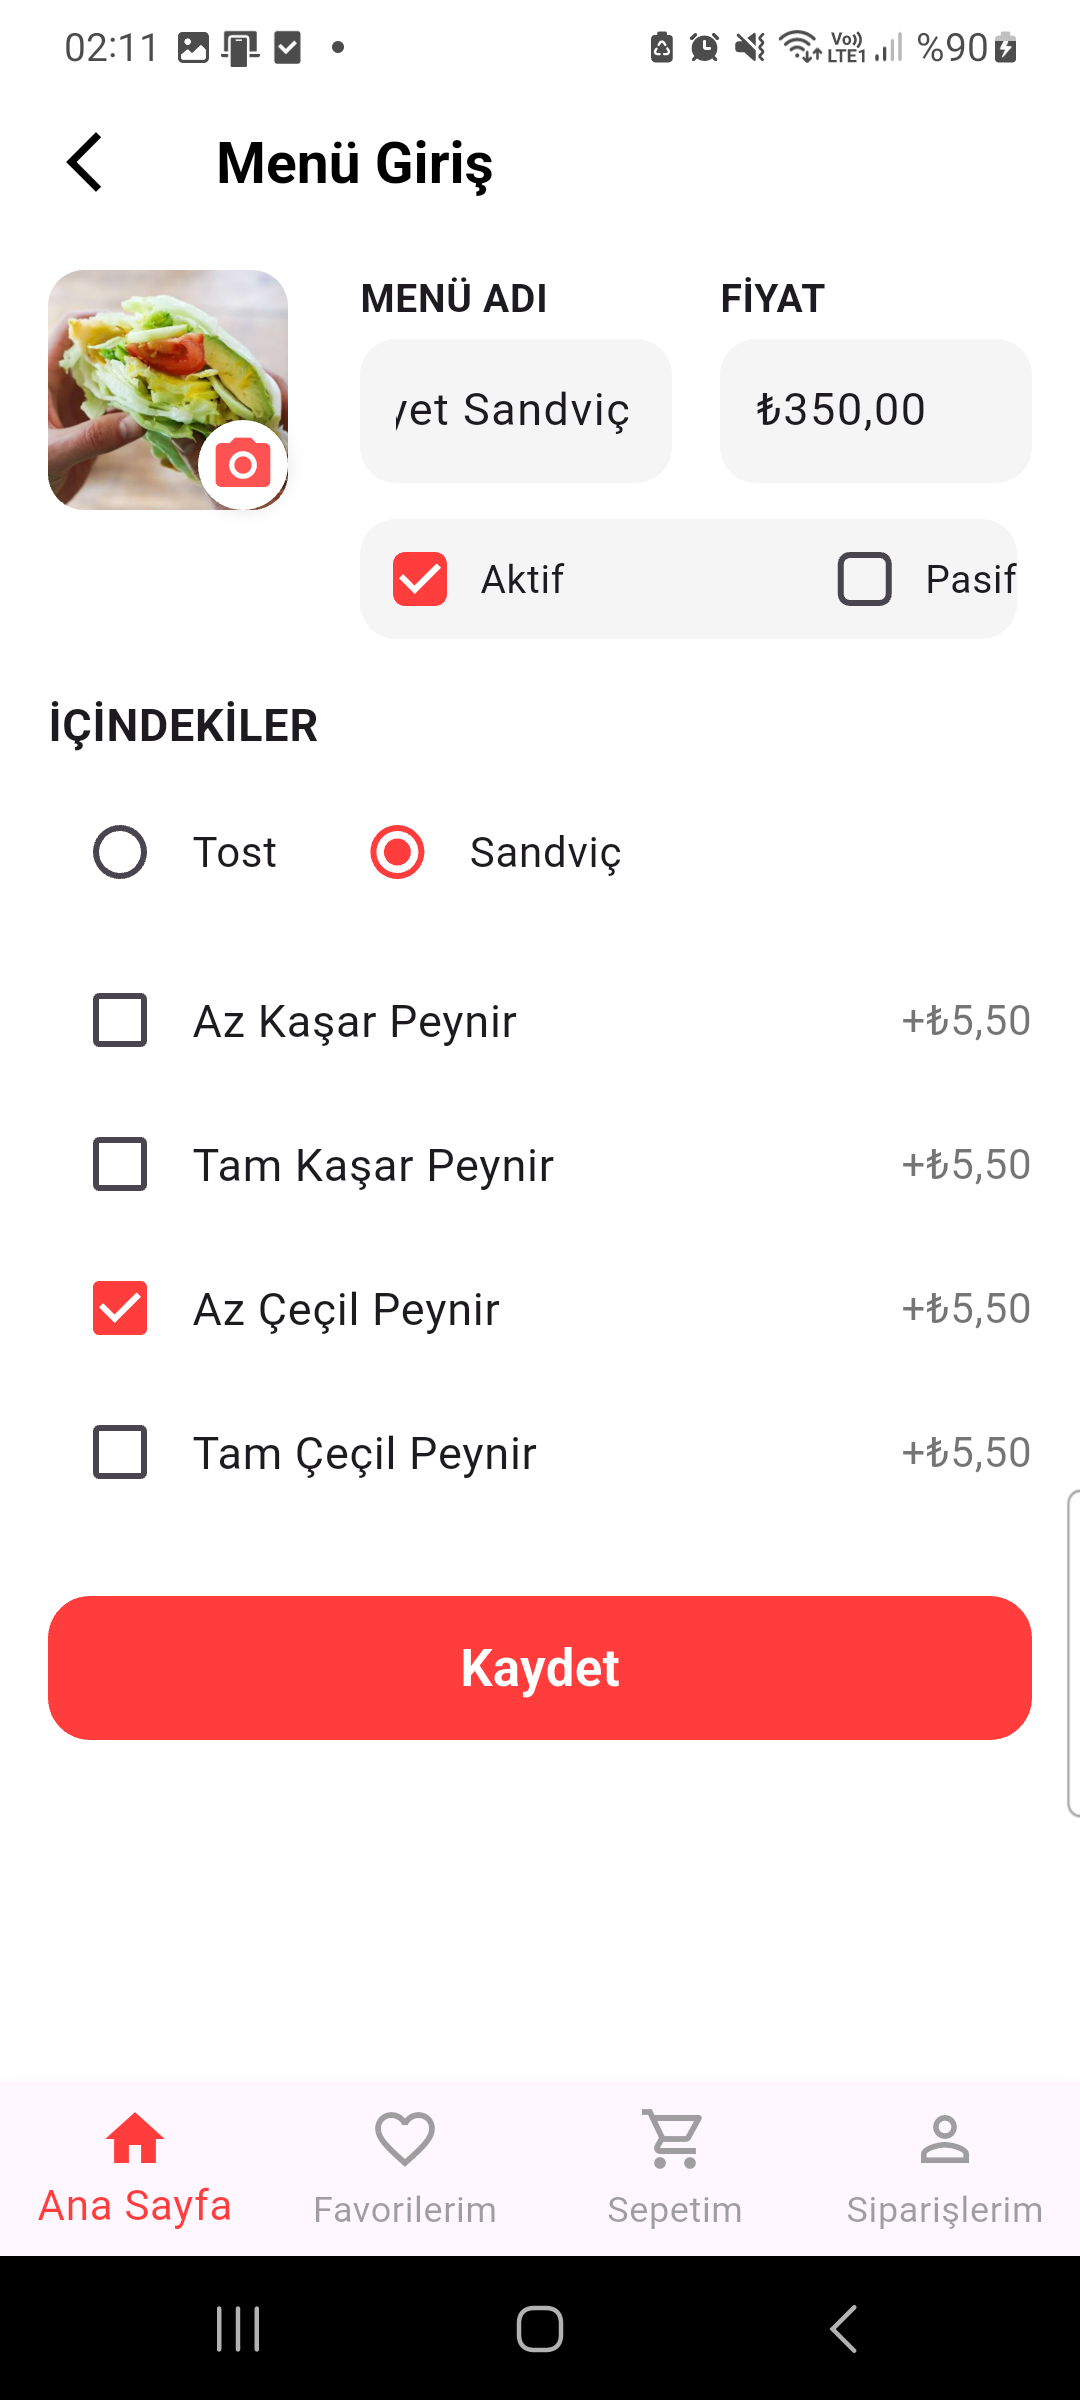 02:11 Vo)) LTE1 %90
Menü Giriş
MENÜ ADI FİYAT
yet Sandviç ₺350,00
Aktif Pasif
İÇİNDEKİLER
Tost Sandviç
Az Kaşar Peynir +₺5,50
Tam Kaşar Peynir +₺5,50
Az Çeçil Peynir +₺5,50
Tam Çeçil Peynir +₺5,50
Kaydet
Ana Sayfa Favorilerim Sepetim Siparişlerim